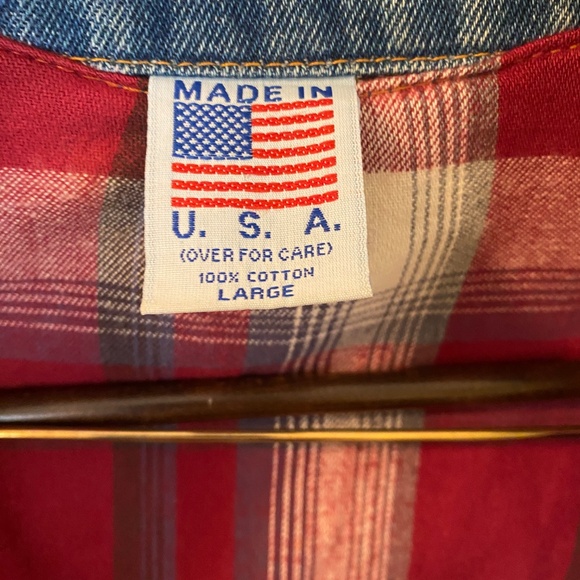 MADE IN
U. S. A.
(OVER FOR CARE)
100% COTTON
LARGE